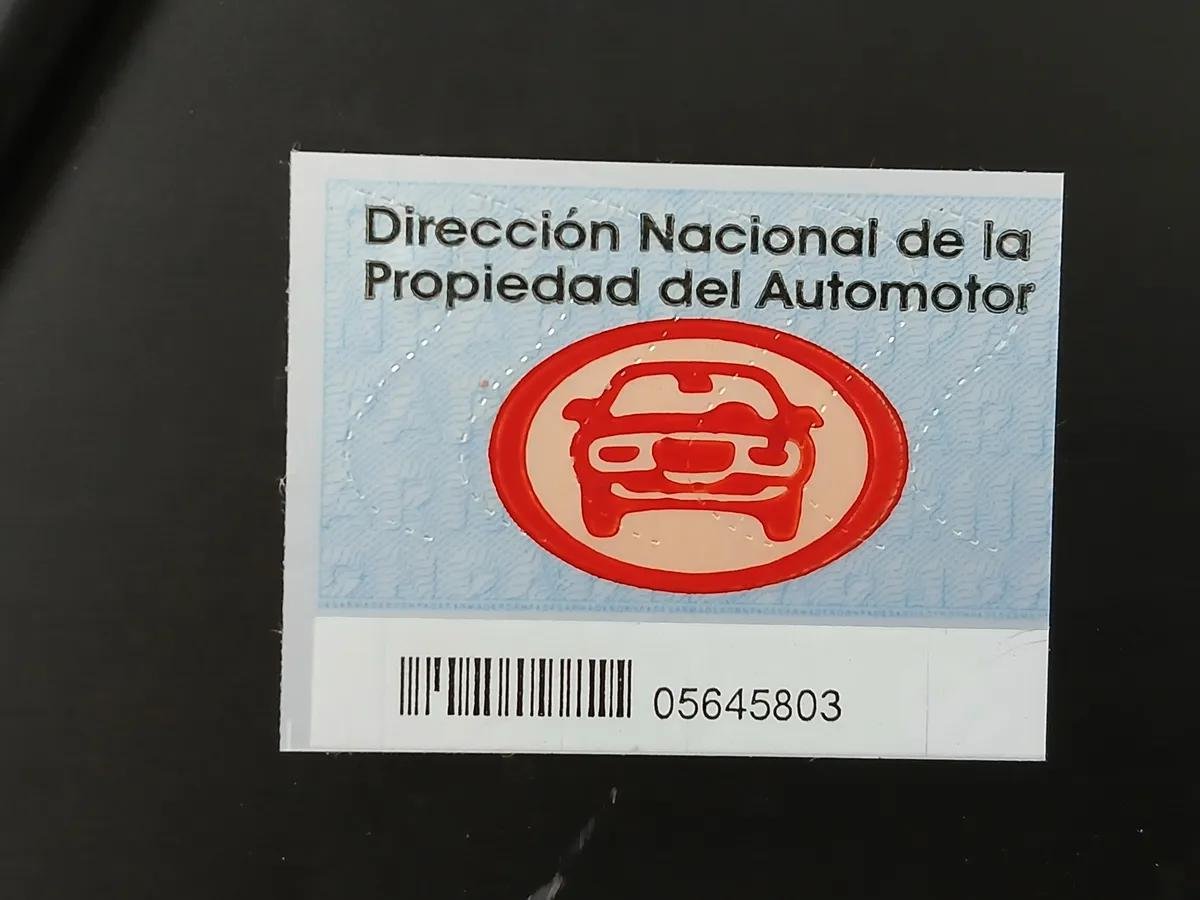 Dirección Nacional de la
Propiedad del Automotor
05645803